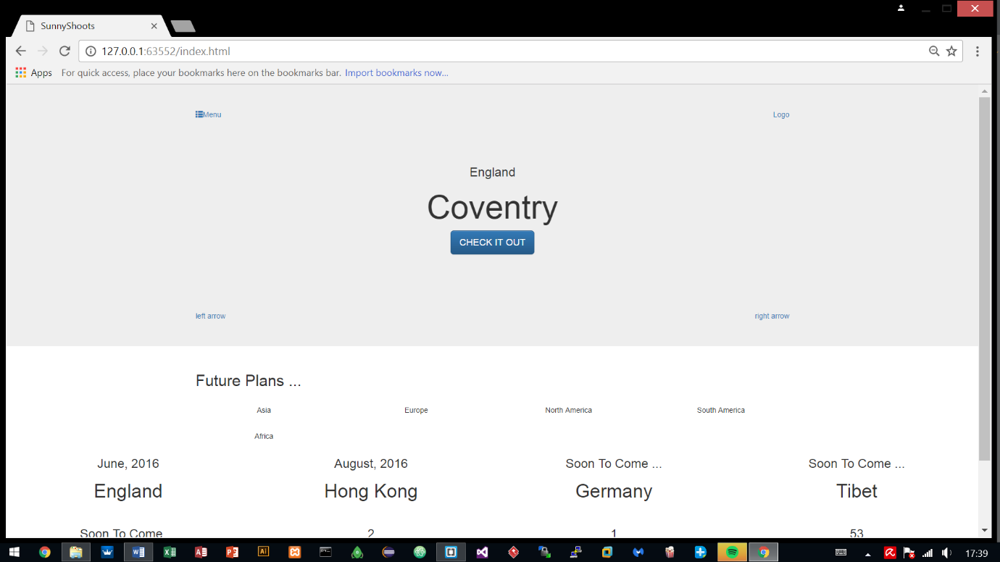 SunnyShoots
127.0.0.1:63552/index.html
Apps For quick access, place your bookmarks here on the bookmarks bar. Import bookmarks now...
Menu Logo
England
Coventry
CHECK IT OUT
left arrow right arrow
Future Plans ...
Asia Europe North America South America
Africa
June, 2016 August, 2016 Soon To Come ... Soon To Come ...
England Hong Kong Germany Tibet
Soon To Come 2 1 53
17:39